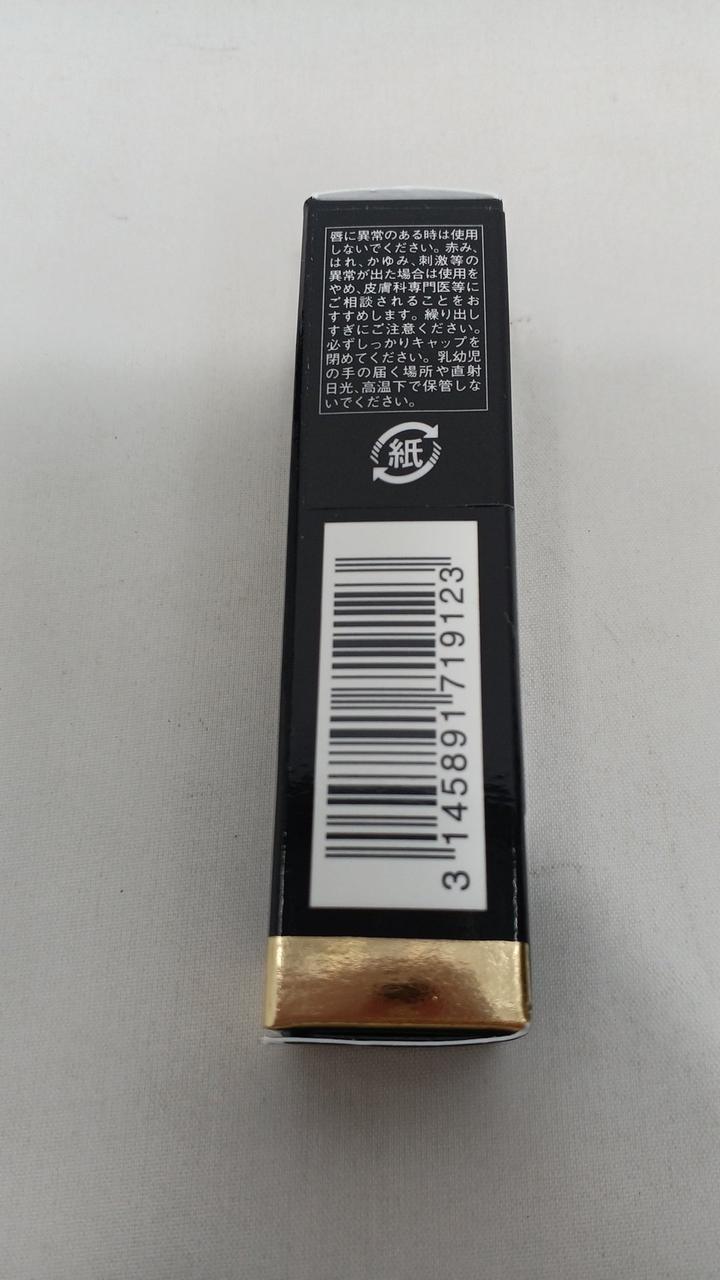 唇に異常のある時は使用
しないでください。赤み、
はれ、かゆみ、刺激等の
異常が出た場合は使用を
やめ、皮膚科専門医等に
ご相談されることをお
すすめします。繰り出し
すぎにご注意ください。
必ずしっかりキャップを
閉めてください。乳幼児
の手の届く場所や直射
日光、高温下で保管しな
いでください。
紙
3 145891 719123